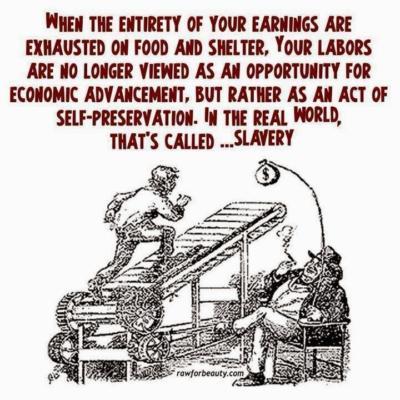 WHEN THE ENTIRETY OF YOUR EARNINGS ARE
EXHAUSTED ON FOOD AND SHELTER, YOUR LABORS
ARE NO LONGER VIEWED AS AN OPPORTUNITY FOR
ECONOMIC ADVANCEMENT, BUT RATHER AS AN ACT OF
SELF-PRESERVATION. IN THE REAL WORLD,
THAT'S CALLED ...SLAVERY
$
rawforbeauty.com